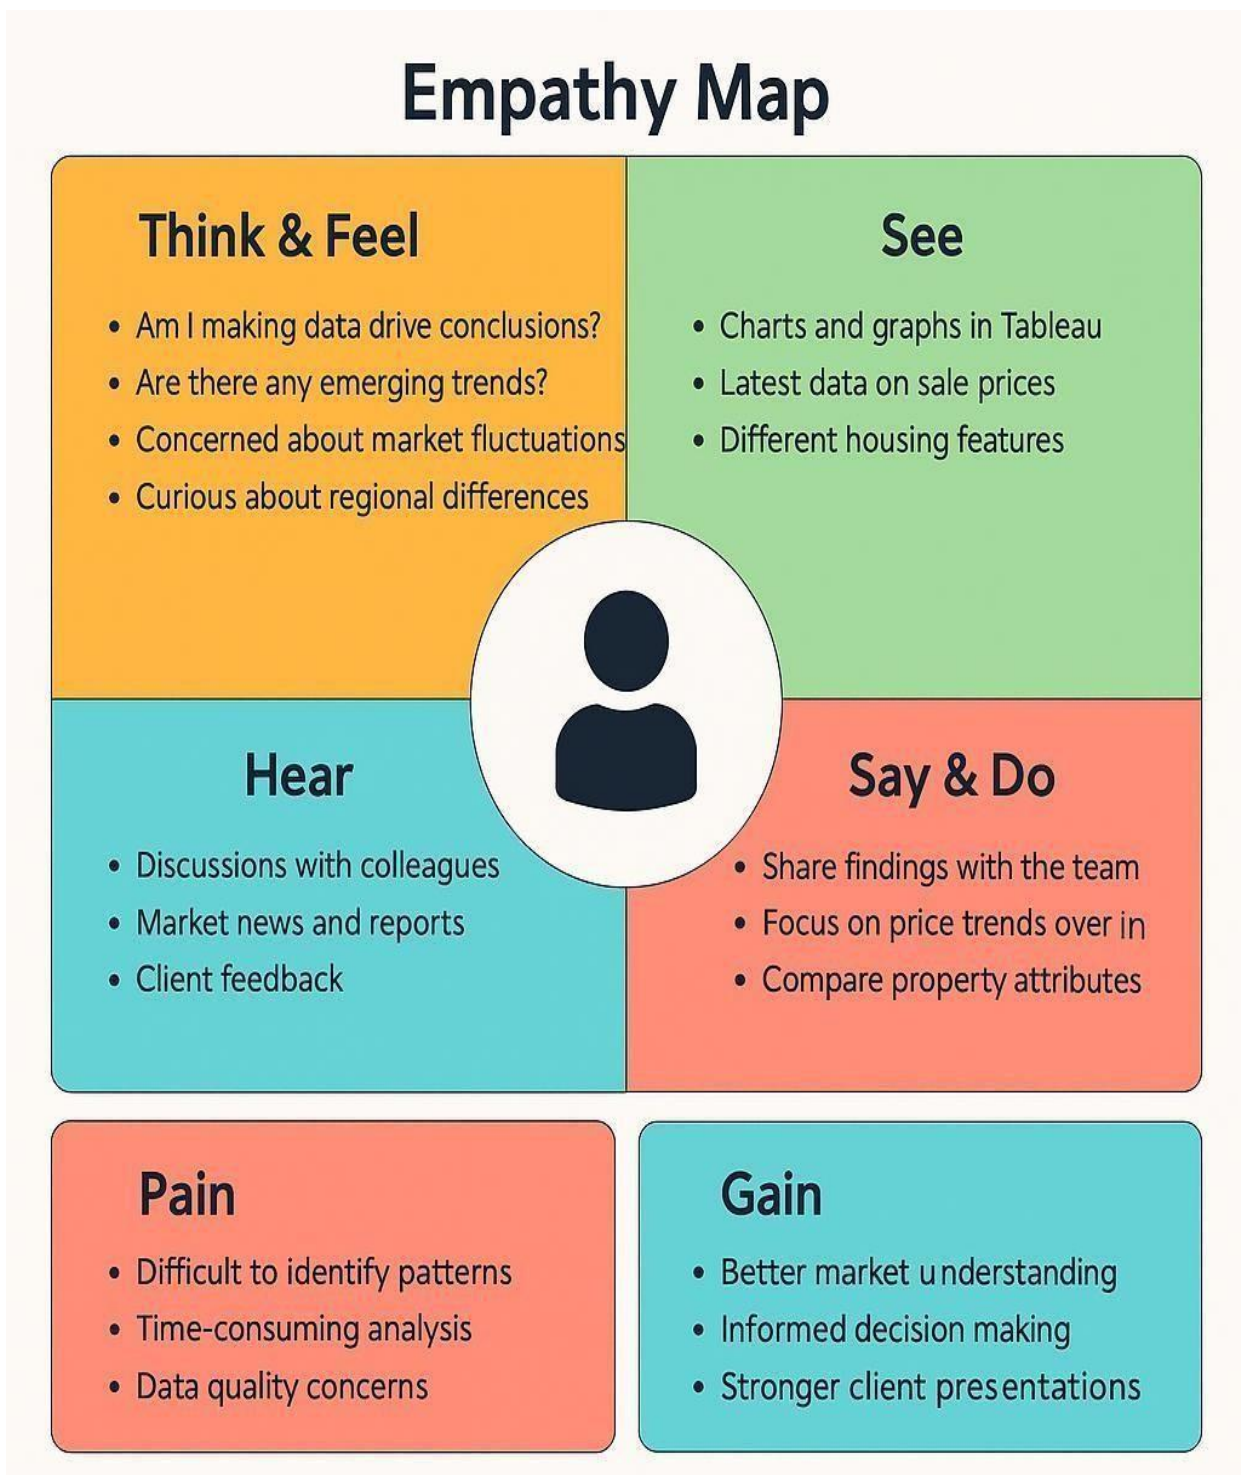 Empathy Map
Think & Feel
• Am I making data drive conclusions?
• Are there any emerging trends?
• Concerned about market fluctuations
• Curious about regional differences
See
• Charts and graphs in Tableau
• Latest data on sale prices
• Different housing features
Hear
• Discussions with colleagues
• Market news and reports
• Client feedback
Say & Do
• Share findings with the team
• Focus on price trends over in
• Compare property attributes
Pain
• Difficult to identify patterns
• Time-consuming analysis
• Data quality concerns
Gain
• Better market understanding
• Informed decision making
• Stronger client presentations